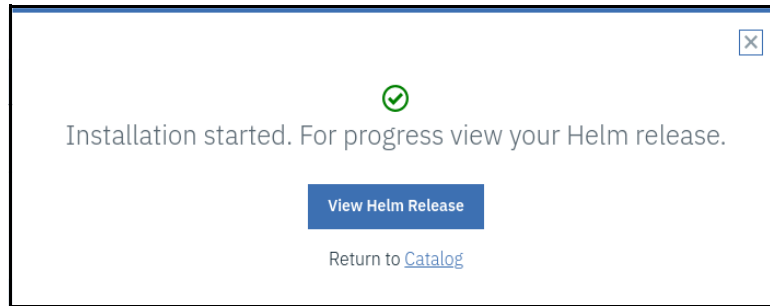 Installation started. For progress view your Helm release.
View Helm Release
Return to Catalog